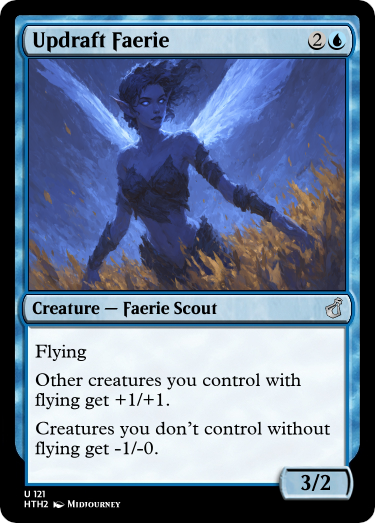 Updraft Faerie 2
Creature — Faerie Scout
Flying
Other creatures you control with
flying get +1/+1.
Creatures you don't control without
flying get -1/-0.
3/2
U 121
HTH2 Midjourney